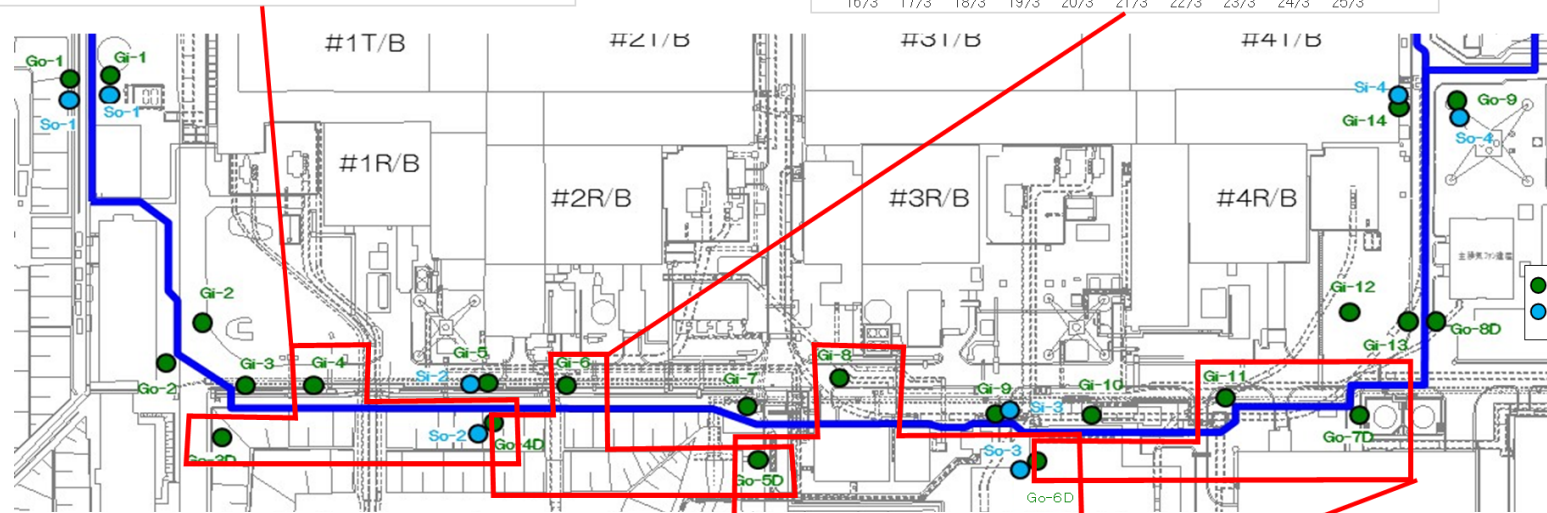 16/3 17/3 18/3 19/3 20/3 21/3 22/3 23/3 24/3 25/3
#1T/B
#2T/B
#3T/B
#4T/B
Go-1
Gi-1
So-1
So-1
Si-4
Gi-14
Go-9
So-4
#1R/B
#2R/B
#3R/B
#4R/B
Gi-2
Gi-12
Go-8D
Gi-13
Go-2
Gi-3
Gi-4
Gi-5
Si-2
Gi-6
Gi-7
Gi-8
Gi-9
Si-3
Gi-10
Gi-11
Go-3D
So-2
Go-4D
Go-5D
So-3
Go-6D
Go-7D